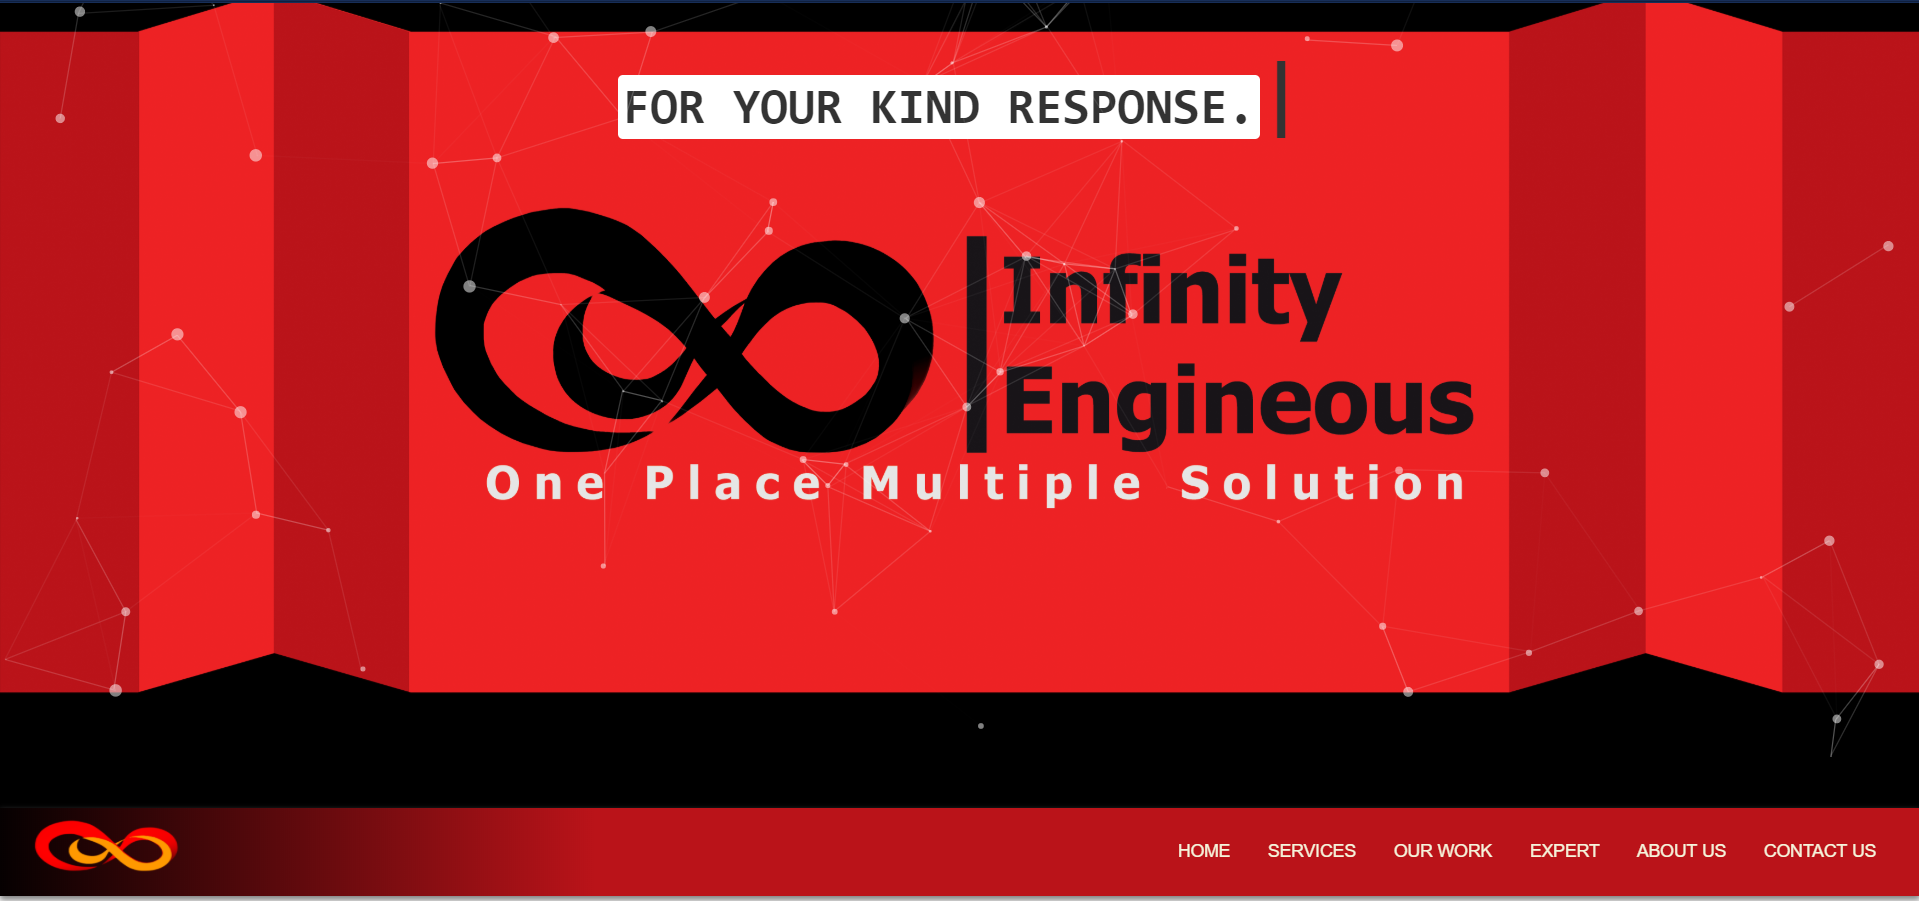 FOR YOUR KIND RESPONSE.
Infinity
Engineous
One Place Multiple Solution
HOME SERVICES OUR WORK EXPERT ABOUT US CONTACT US